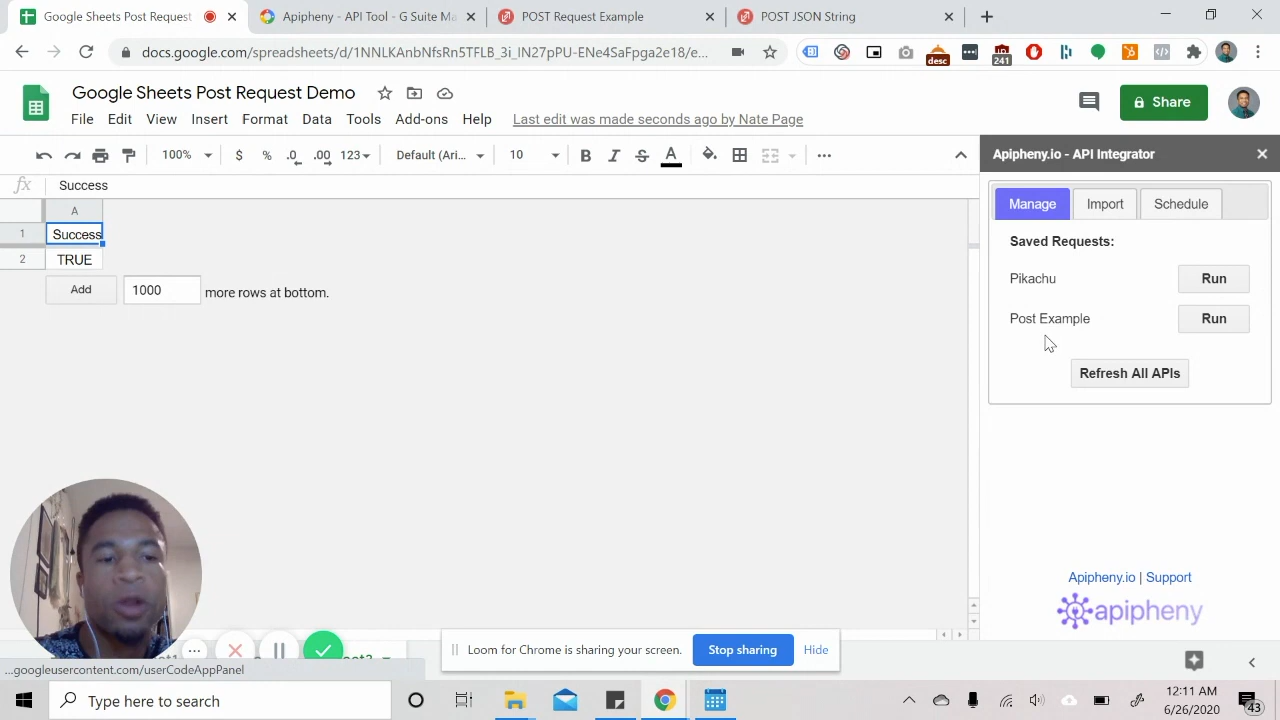 Google Sheets Post Request
Apipheny - API Tool - G Suite Ma
POST Request Example
POST JSON String
docs.google.com/spreadsheets/d/1NNLKAnbNfsRn5TFLB_3i_IN27pPU-ENe4SaFpga2e18/e...
desc
241
Google Sheets Post Request Demo
Share
File Edit View Insert Format Data Tools Add-ons Help Last edit was made seconds ago by Nate Page
100% $ % .0 .00 123 Default (Ari... 10 B I S A
Apipheny.io - API Integrator
fx Success
A
1 Success
2 TRUE
Add 1000 more rows at bottom.
Manage Import Schedule
Saved Requests:
Pikachu Run
Post Example Run
Refresh All APIs
Apipheny.io | Support
apipheny
Loom for Chrome is sharing your screen. Stop sharing Hide
...googleusercontent.com/userCodeAppPanel
Type here to search
12:11 AM
6/26/2020
43